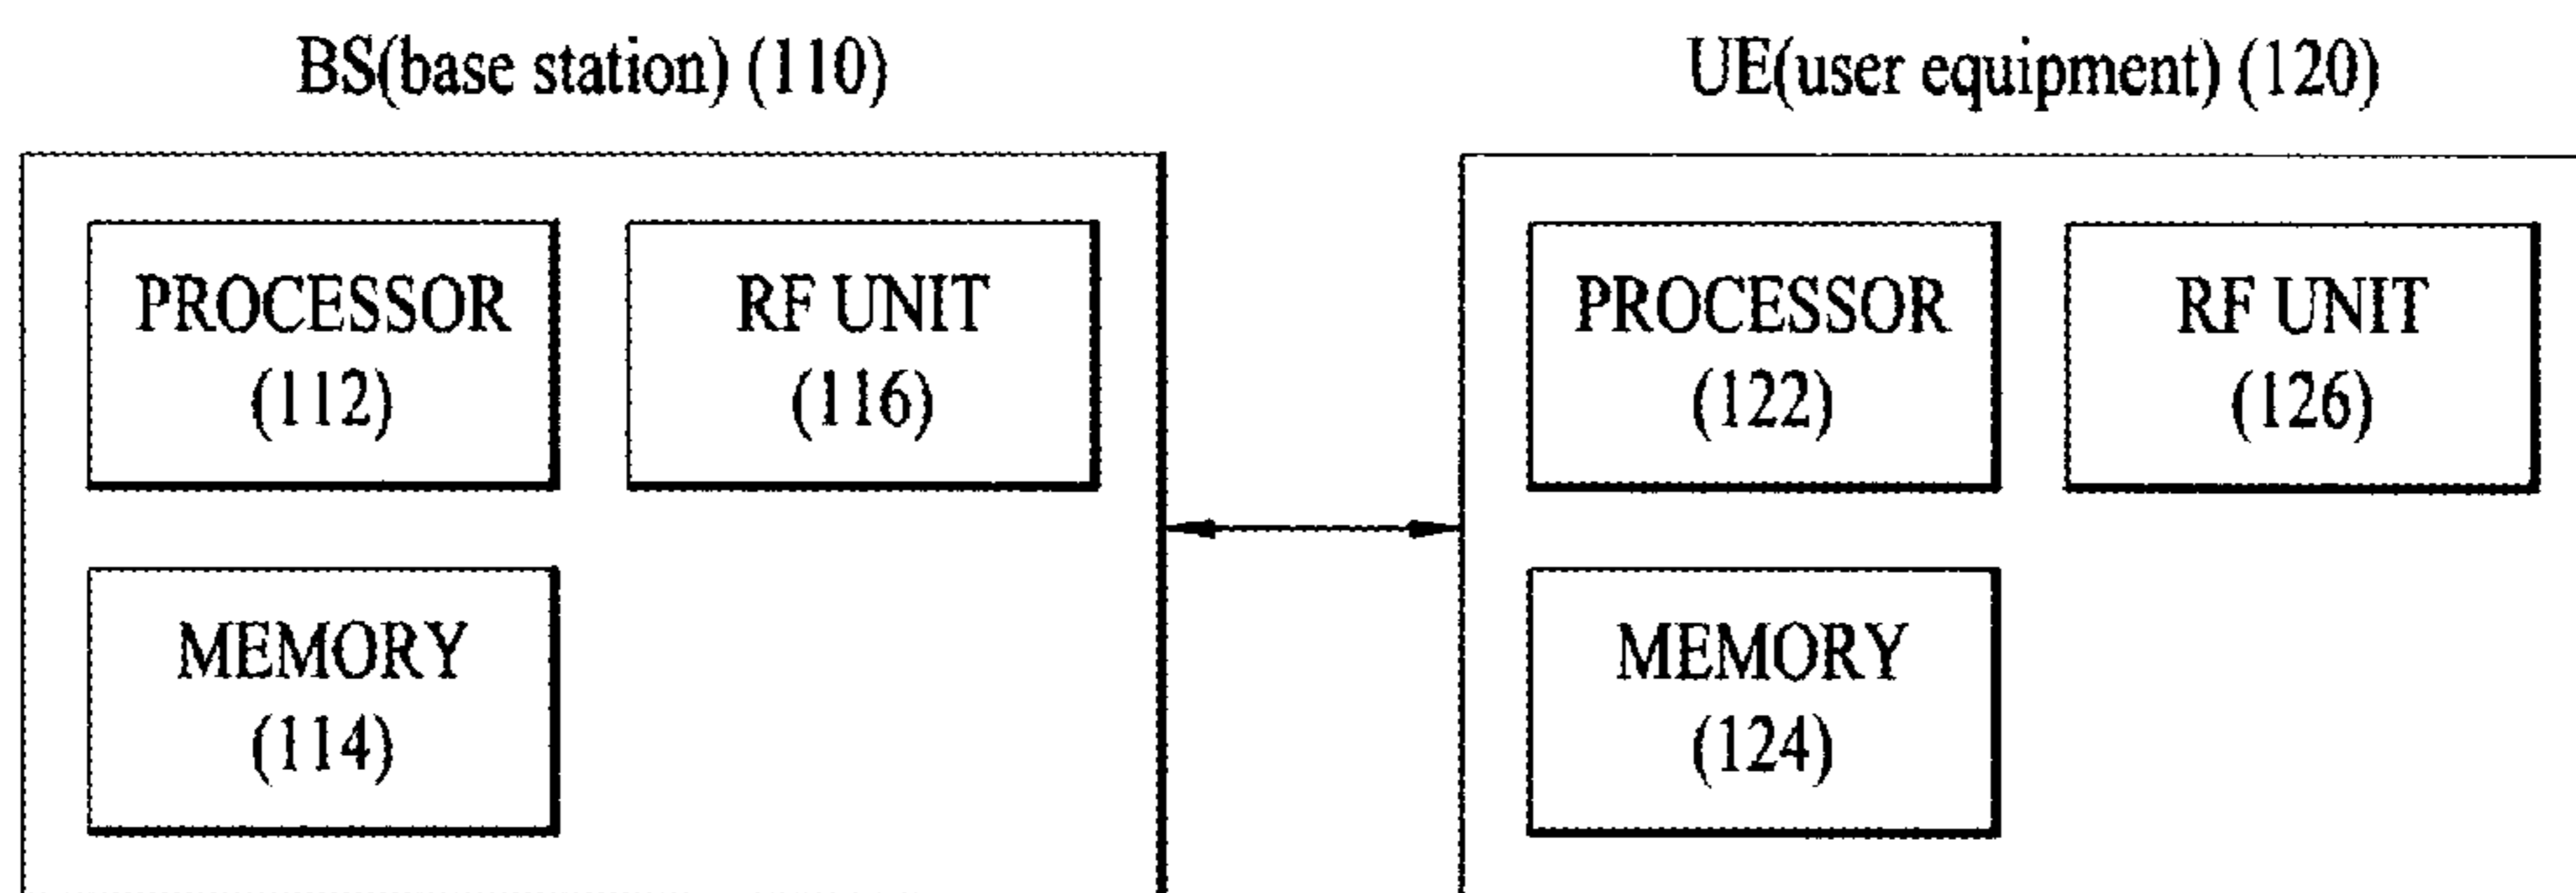 BS(base station) (110)
PROCESSOR
(112)
RF UNIT
(116)
MEMORY
(114)
UE(user equipment) (120)
PROCESSOR
(122)
RF UNIT
(126)
MEMORY
(124)